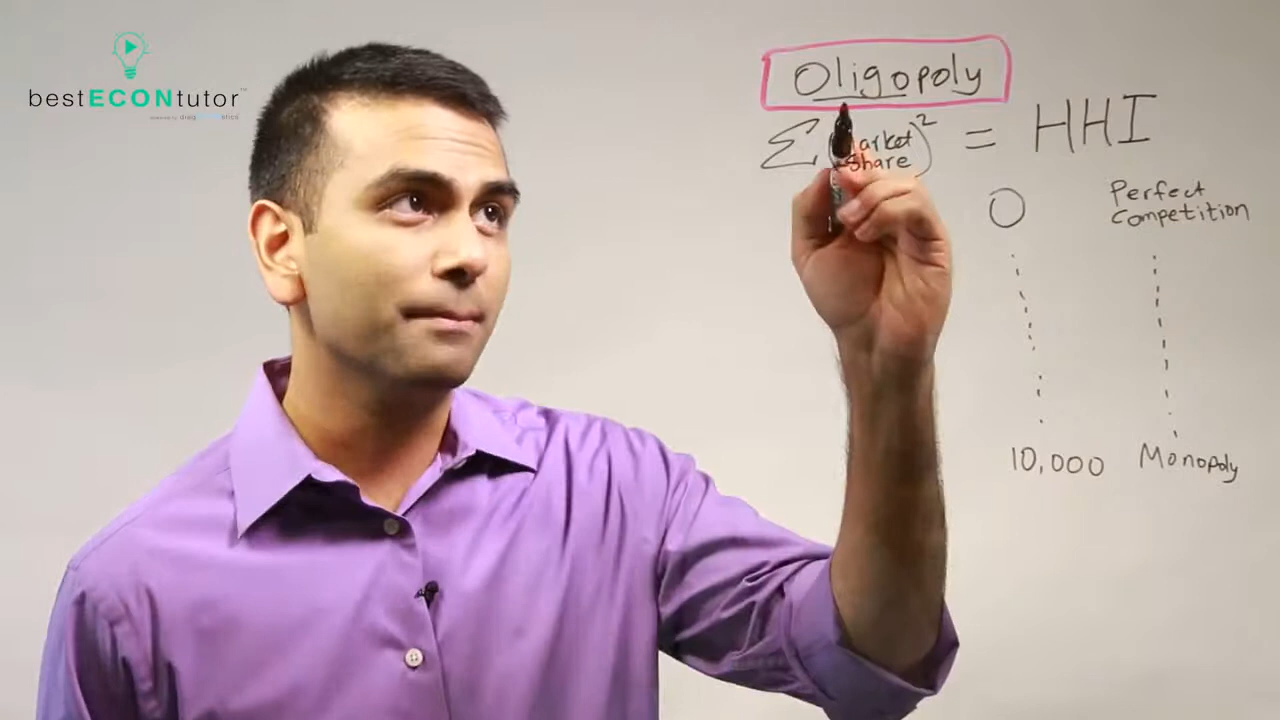 bestECONtutor
Oligopoly
Σ (Market Share)² = HHI
0 Perfect Competition
10,000 Monopoly